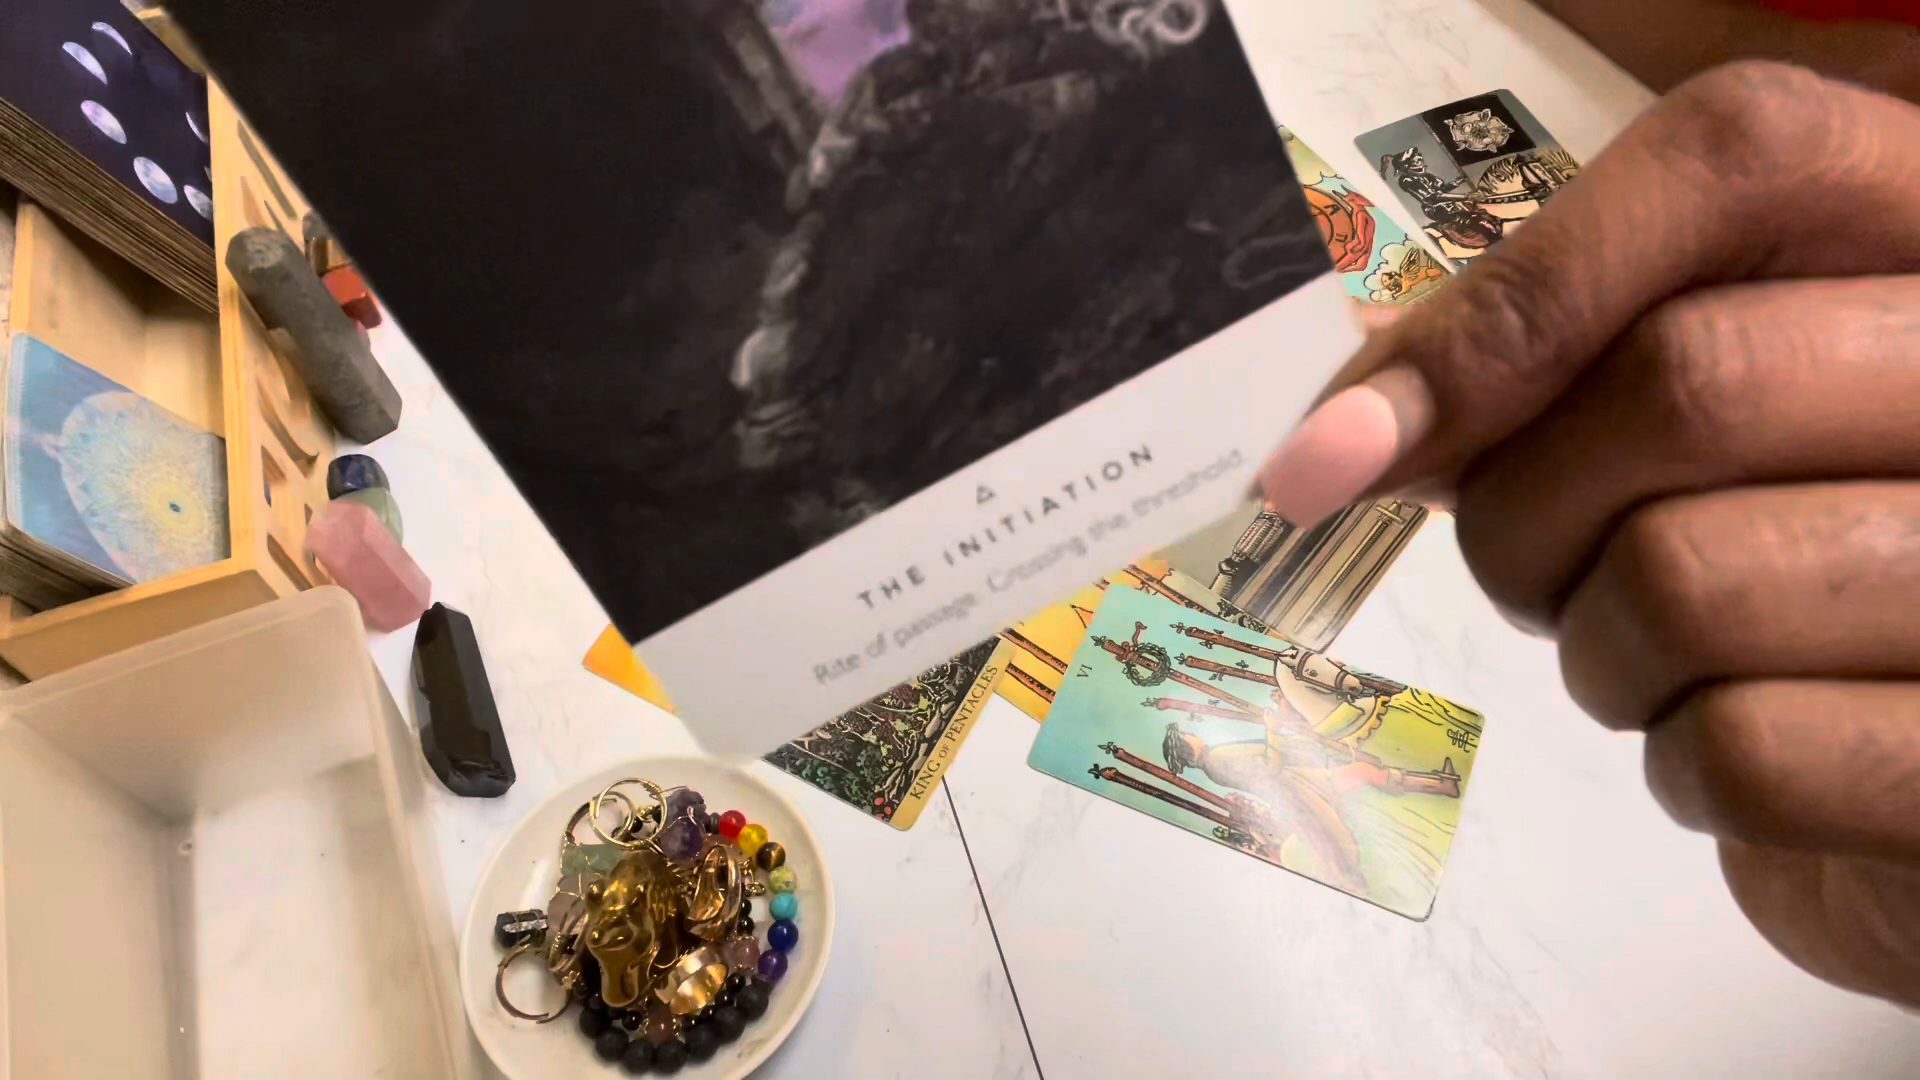 THE INITIATION
Rite of passage. Crossing the threshold.
KING OF PENTACLES
VI